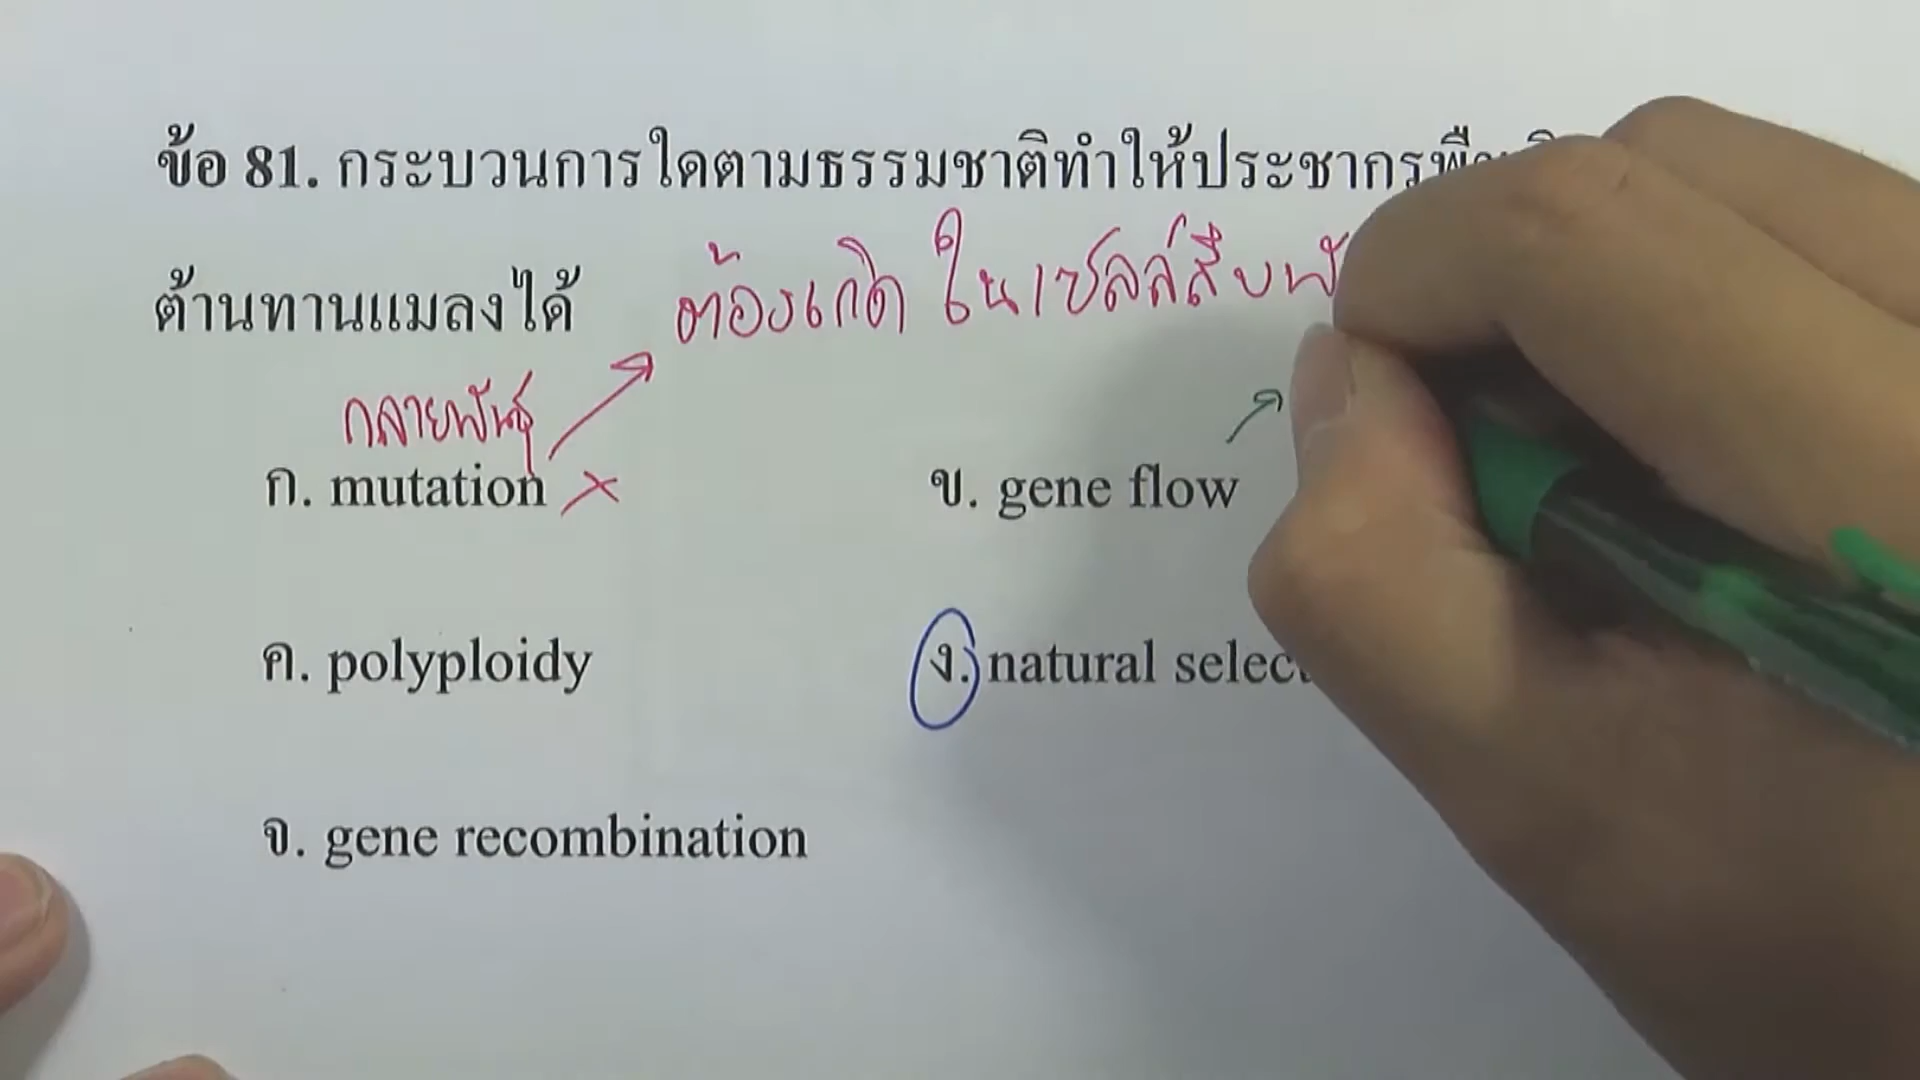 ข้อ 81. กระบวนการใดตามธรรมชาติทำให้ประชากรพืช
ต้านทานแมลงได้
ต้องเกิด ในเซลล์สืบพั
กลายพันธุ์
ก. mutation ×
ข. gene flow
ค. polyploidy
ง. natural select
จ. gene recombination